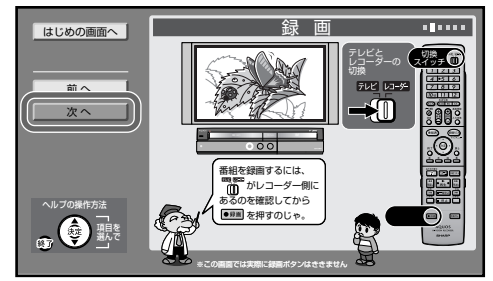 はじめの画面へ
前 へ
次 へ
ヘルプの操作方法
決定
項目を
選んで
終了
録 画
テレビと
レコーダーの
切換
テレビ レコーダー
切換
スイッチ
番組を録画するには、
がレコーダー側に
あるのを確認してから
●録画 を押すのじゃ。
※この画面では実際に録画ボタンはききません
AQUOS
SHARP